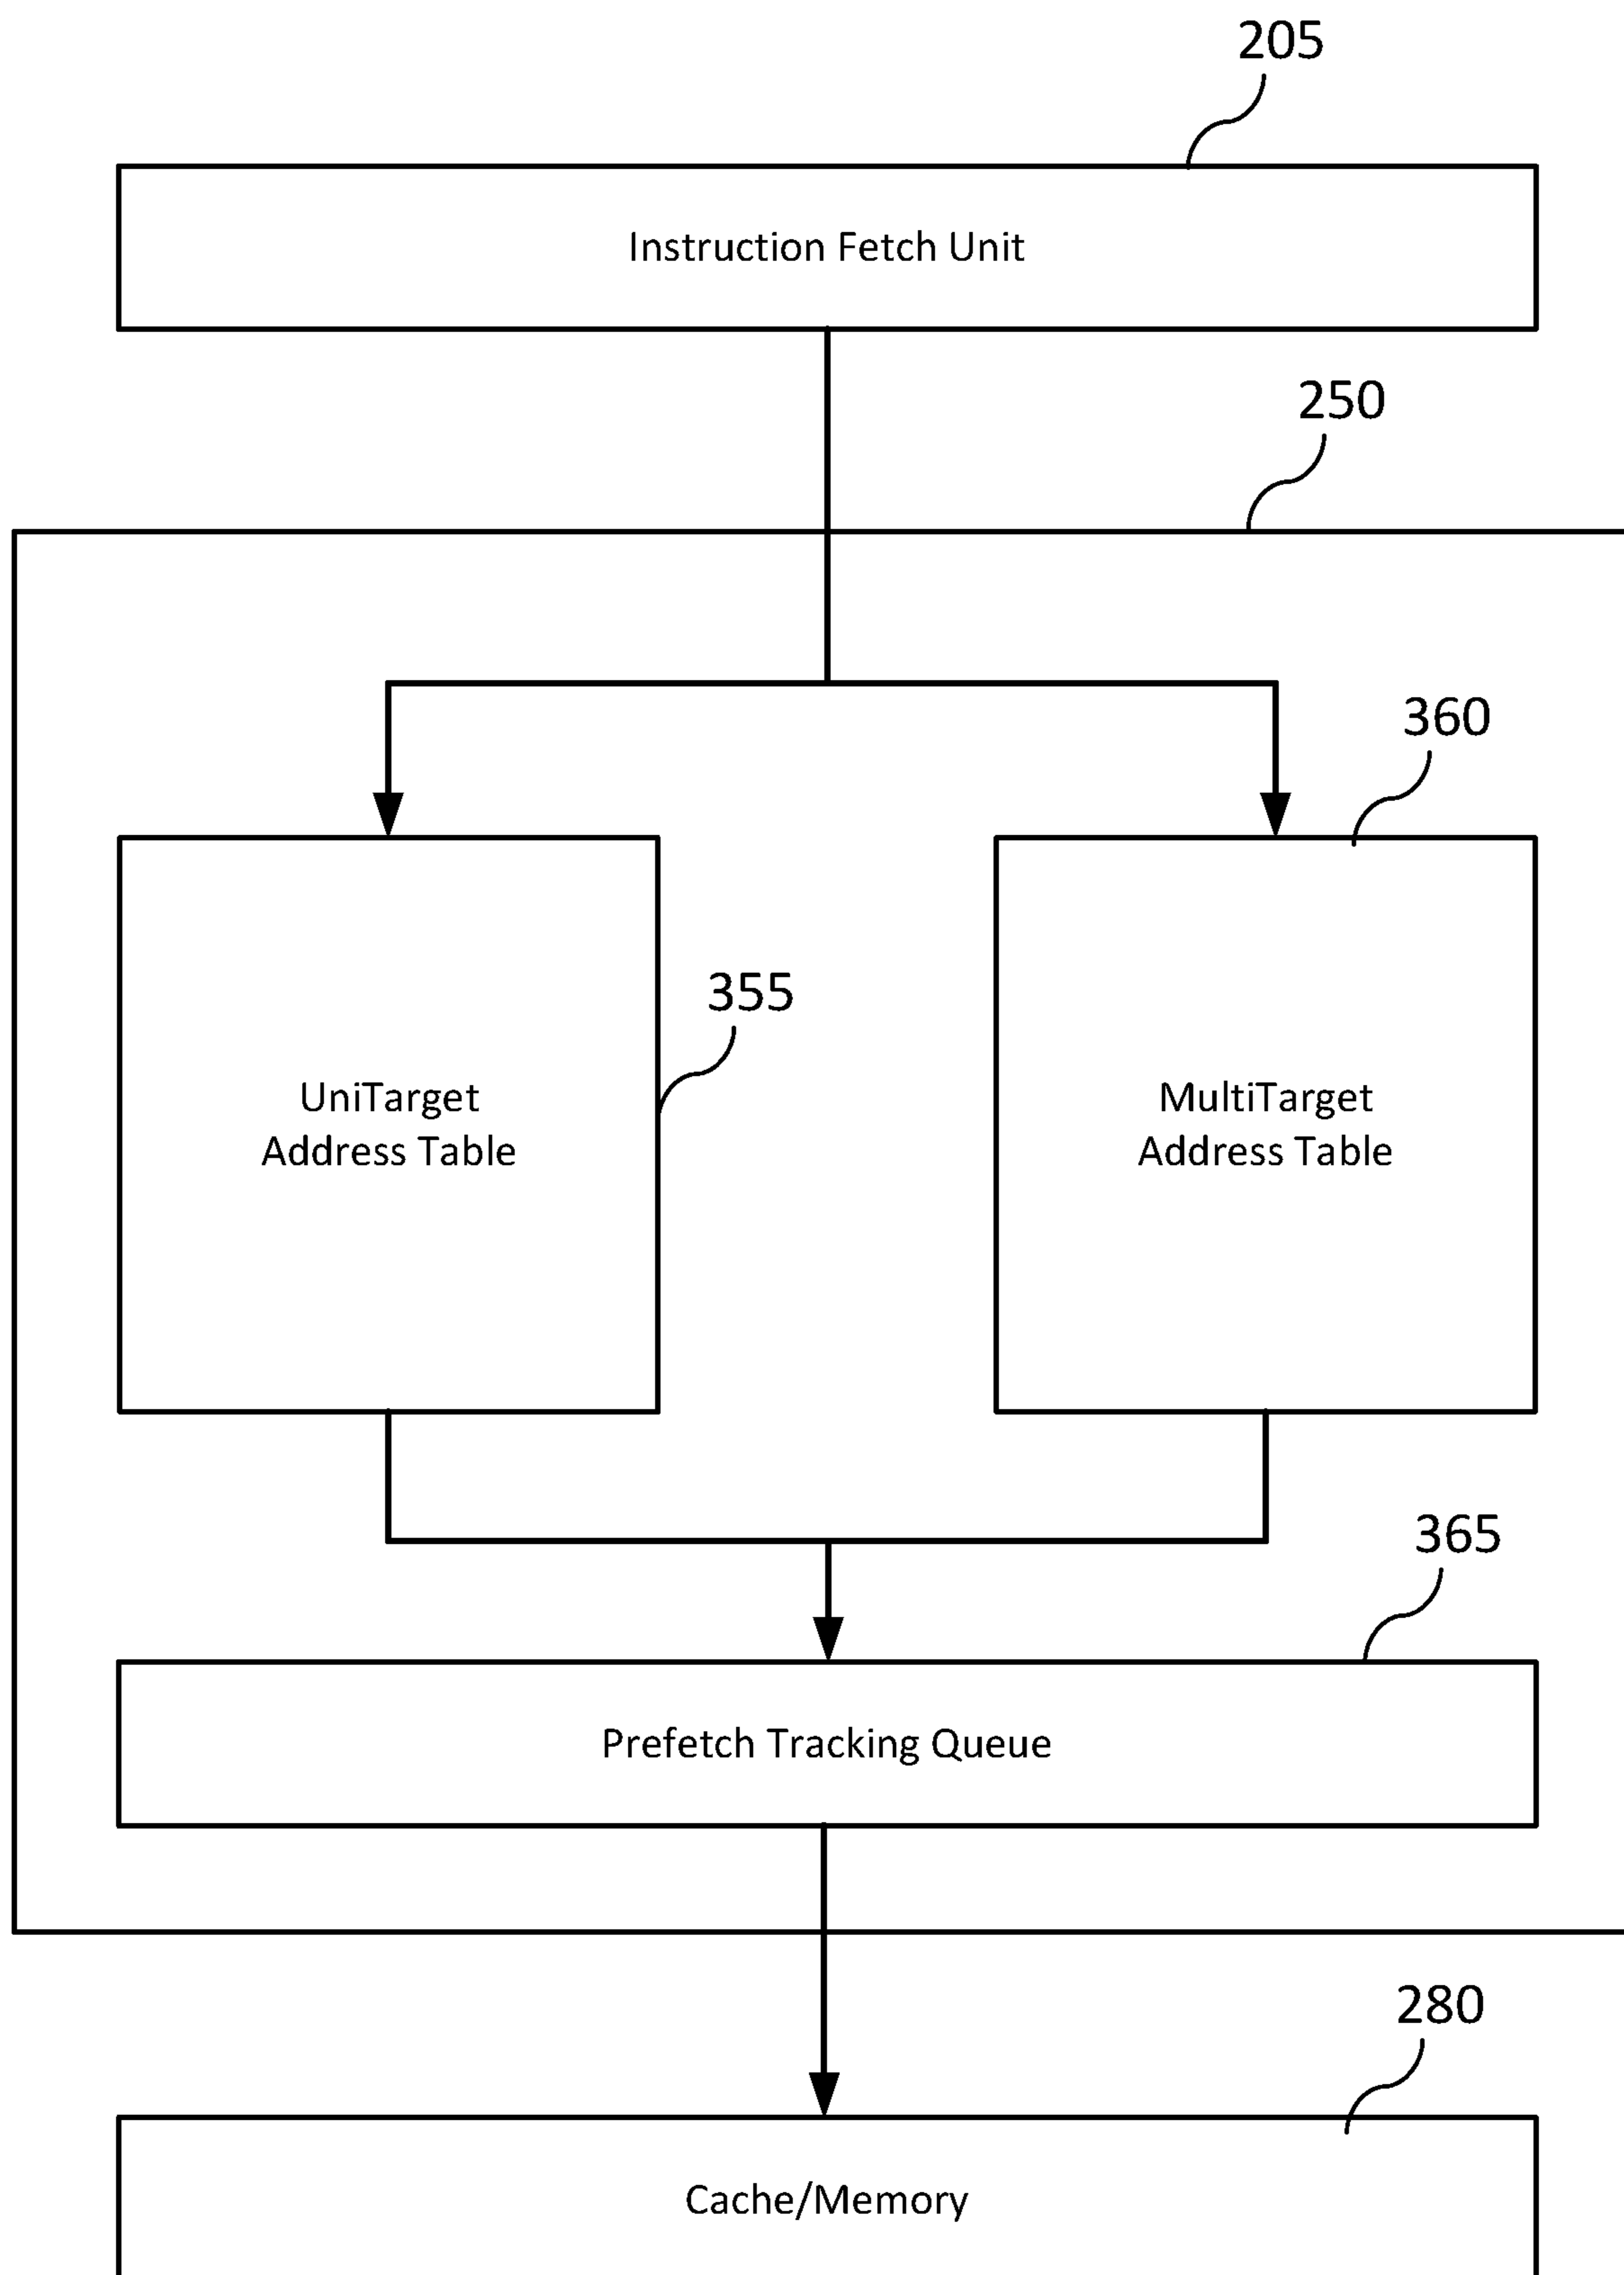 205
Instruction Fetch Unit
250
360
355
UniTarget
Address Table
MultiTarget
Address Table
365
Prefetch Tracking Queue
280
Cache/Memory